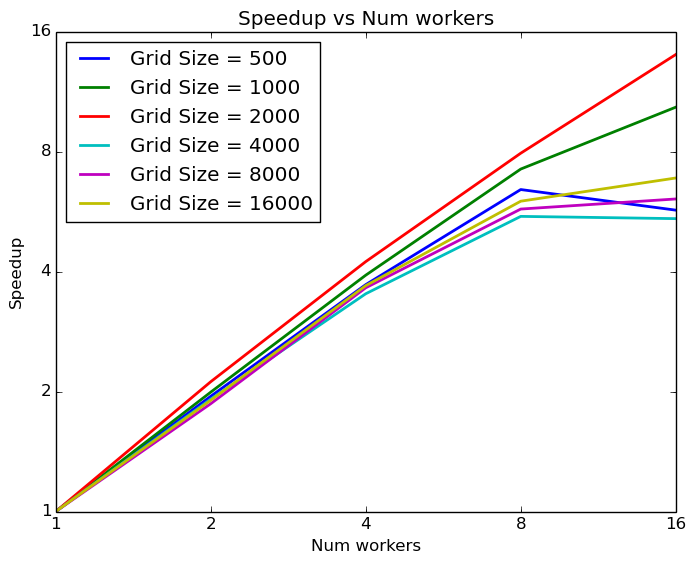 Speedup vs Num workers
16
8
4
2
1
Speedup
Grid Size = 500
Grid Size = 1000
Grid Size = 2000
Grid Size = 4000
Grid Size = 8000
Grid Size = 16000
1 2 4 8 16
Num workers